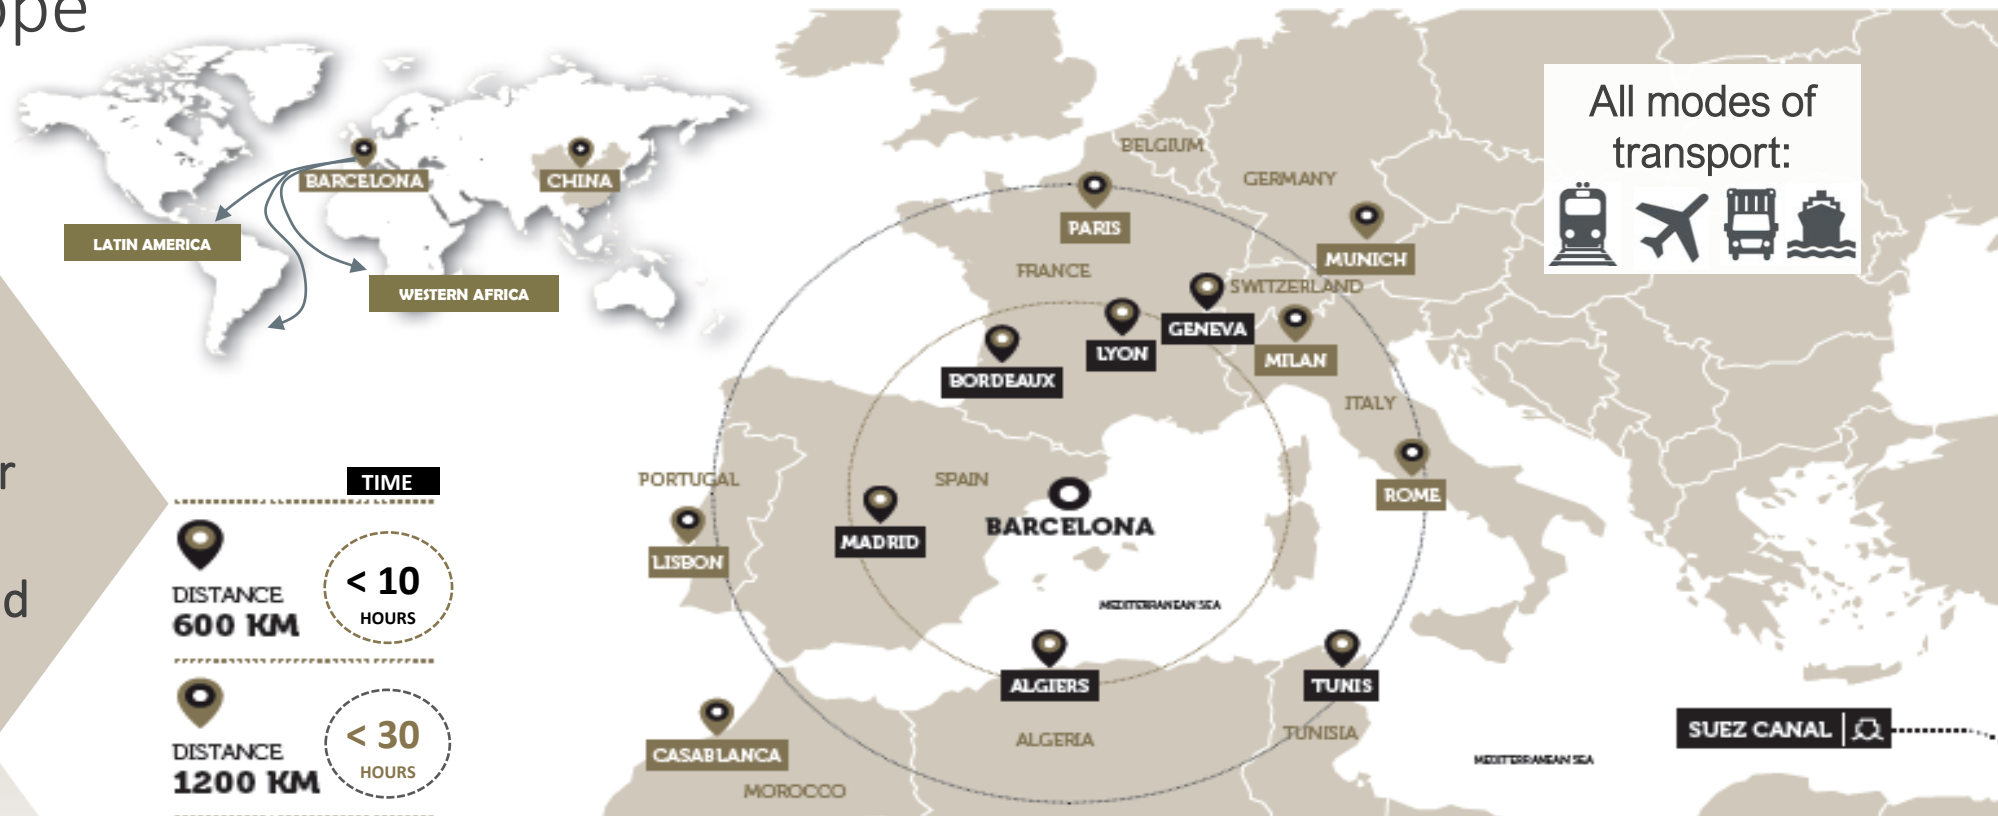 ope
BARCELONA
CHINA
LATIN AMERICA
WESTERN AFRICA
r
d
TIME
DISTANCE
600 KM
< 10
HOURS
DISTANCE
1200 KM
< 30
HOURS
All modes of
transport:
BELGIUM
GERMANY
PARIS
MUNICH
FRANCE
SWITZERLAND
GENEVA
LYON
MILAN
BORDEAUX
ITALY
PORTUGAL
SPAIN
ROME
BARCELONA
MADRID
LISBON
MEDITERRANEAN SEA
ALGIERS
TUNIS
SUEZ CANAL
CASABLANCA
ALGERIA
TUNISIA
MEDITERRANEAN SEA
MOROCCO